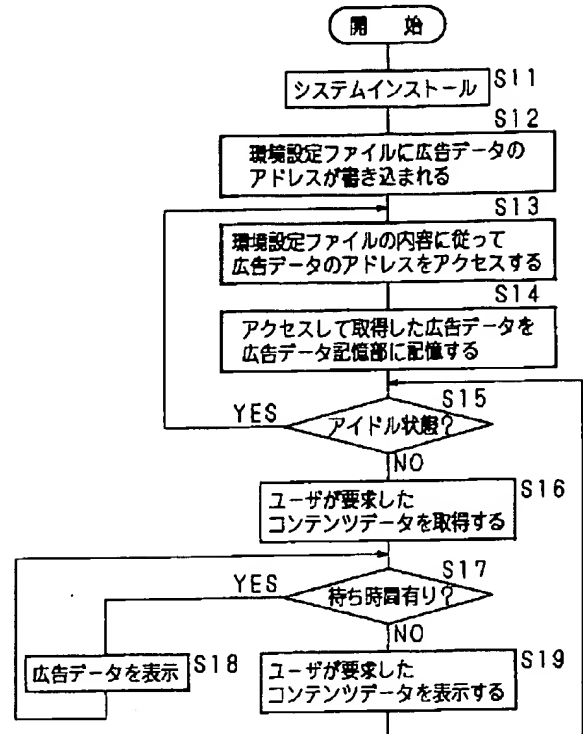 開 始
システムインストール
S11
S12
環境設定ファイルに広告データの
アドレスが書き込まれる
S13
環境設定ファイルの内容に従って
広告データのアドレスをアクセスする
S14
アクセスして取得した広告データを
広告データ記憶部に記憶する
S15
YES
アイドル状態?
NO
S16
ユーザが要求した
コンテンツデータを取得する
S17
YES
待ち時間有り?
NO
広告データを表示
S18
S19
ユーザが要求した
コンテンツデータを表示する